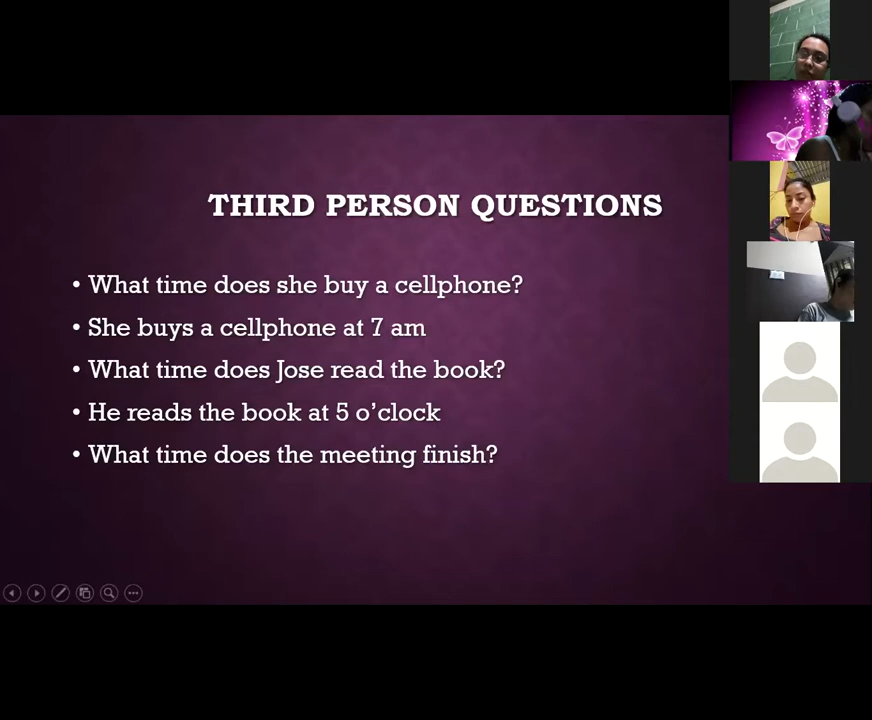 THIRD PERSON QUESTIONS
• What time does she buy a cellphone?
• She buys a cellphone at 7 am
• What time does Jose read the book?
• He reads the book at 5 o’clock
• What time does the meeting finish?